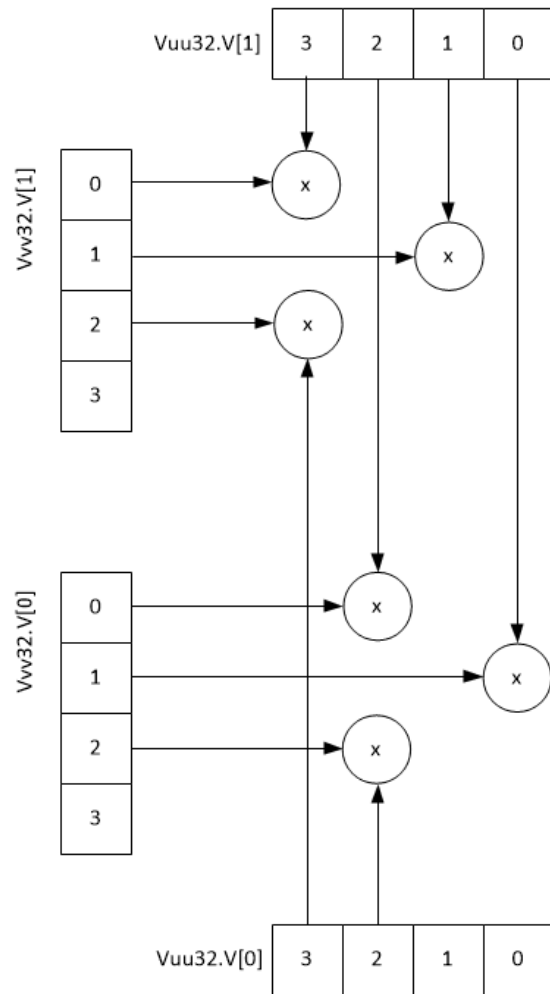 Vuu32.V[1] 3 2 1 0
Vvv32.V[1]
0 x
1 x
2 x
3
Vvv32.V[0]
0 x
1 x
2 x
3
Vuu32.V[0] 3 2 1 0